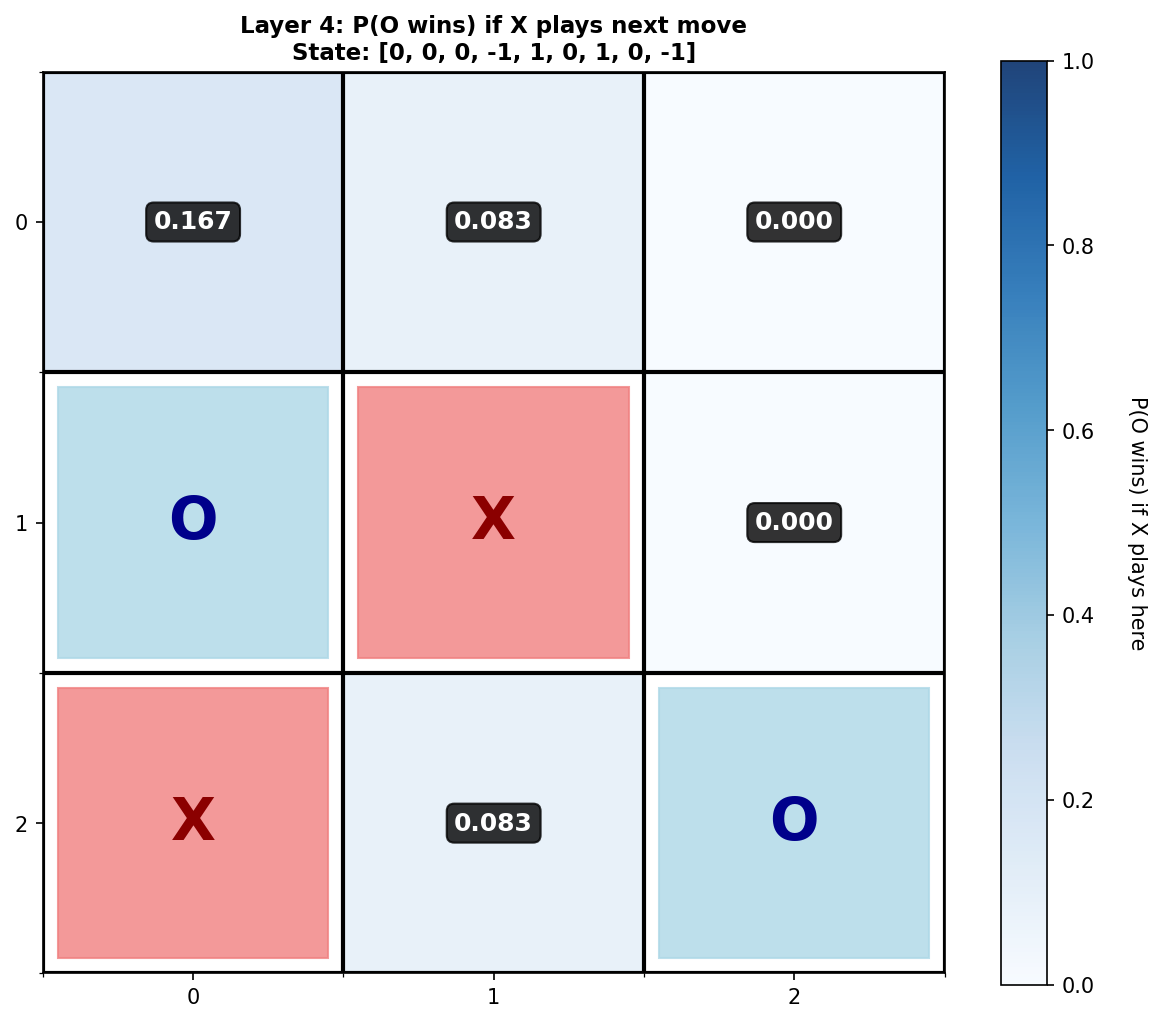 Layer 4: P(O wins) if X plays next move
State: [0, 0, 0, -1, 1, 0, 1, 0, -1]
0.167
0.083
0.000
O
X
0.000
X
0.083
O
0
1
2
0
1
2
1.0
0.8
0.6
0.4
0.2
0.0
P(O wins) if X plays here